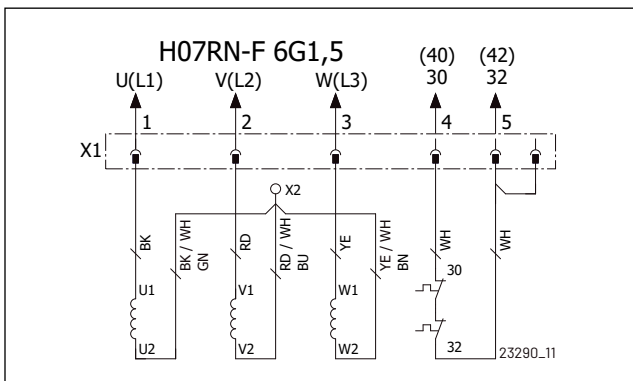 H07RN-F 6G1,5
(40) (42)
U(L1) V(L2) W(L3) 30 32
1 2 3 4 5
X1
X2
BK
BK / WH
GN
RD
RD / WH
BU
YE
YE / WH
BN
WH
WH
30
U1 V1 W1
U2 V2 W2 32
23290_11